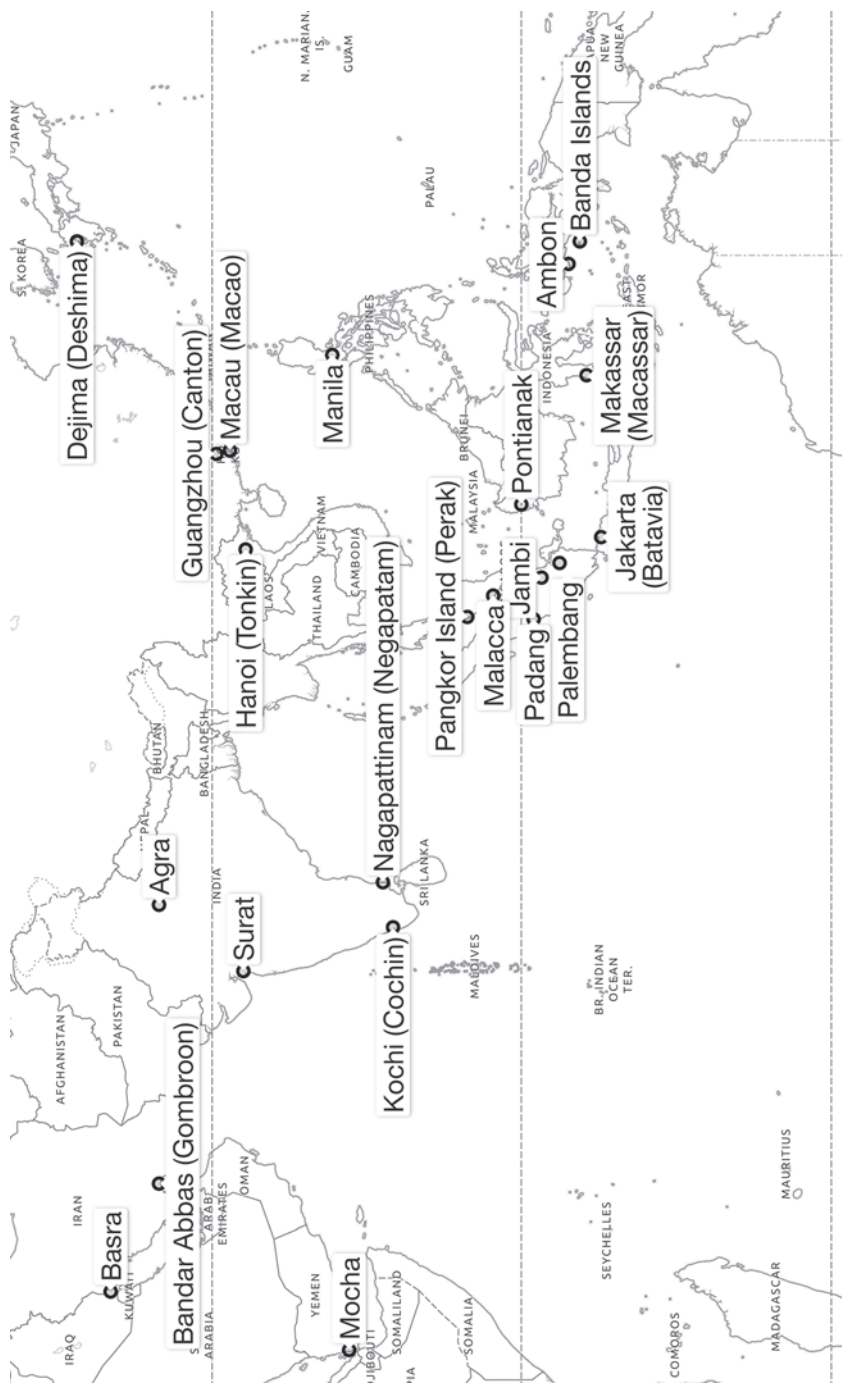 JAPAN
S. KOREA
N. MARIAN.
IS.
GUAM
Dejima (Deshima)
Guangzhou (Canton)
Macau (Macao)
PALAU
Manila
PHILIPPINES
Hanoi (Tonkin)
LAOS
VIETNAM
THAILAND
CAMBODIA
BHUTAN
BANGLADESH
Agra
INDIA
Surat
AFGHANISTAN
PAKISTAN
Nagapattinam (Negapatam)
SRI LANKA
Kochi (Cochin)
MALDIVES
Pangkor Island (Perak)
MALAYSIA
BRUNEI
Malacca
Jambi
Padang
Palembang
Pontianak
INDONESIA
Jakarta
(Batavia)
Makassar
(Macassar)
Ambon
Banda Islands
NEW
GUINEA
BR. INDIAN
OCEAN
TER.
IRAQ
IRAN
Basra
KUWAIT
Bandar Abbas (Gombroon)
ARABIA
EMIRATES
OMAN
YEMEN
Mocha
SOMALILAND
SOMALIA
SEYCHELLES
COMOROS
MADAGASCAR
MAURITIUS